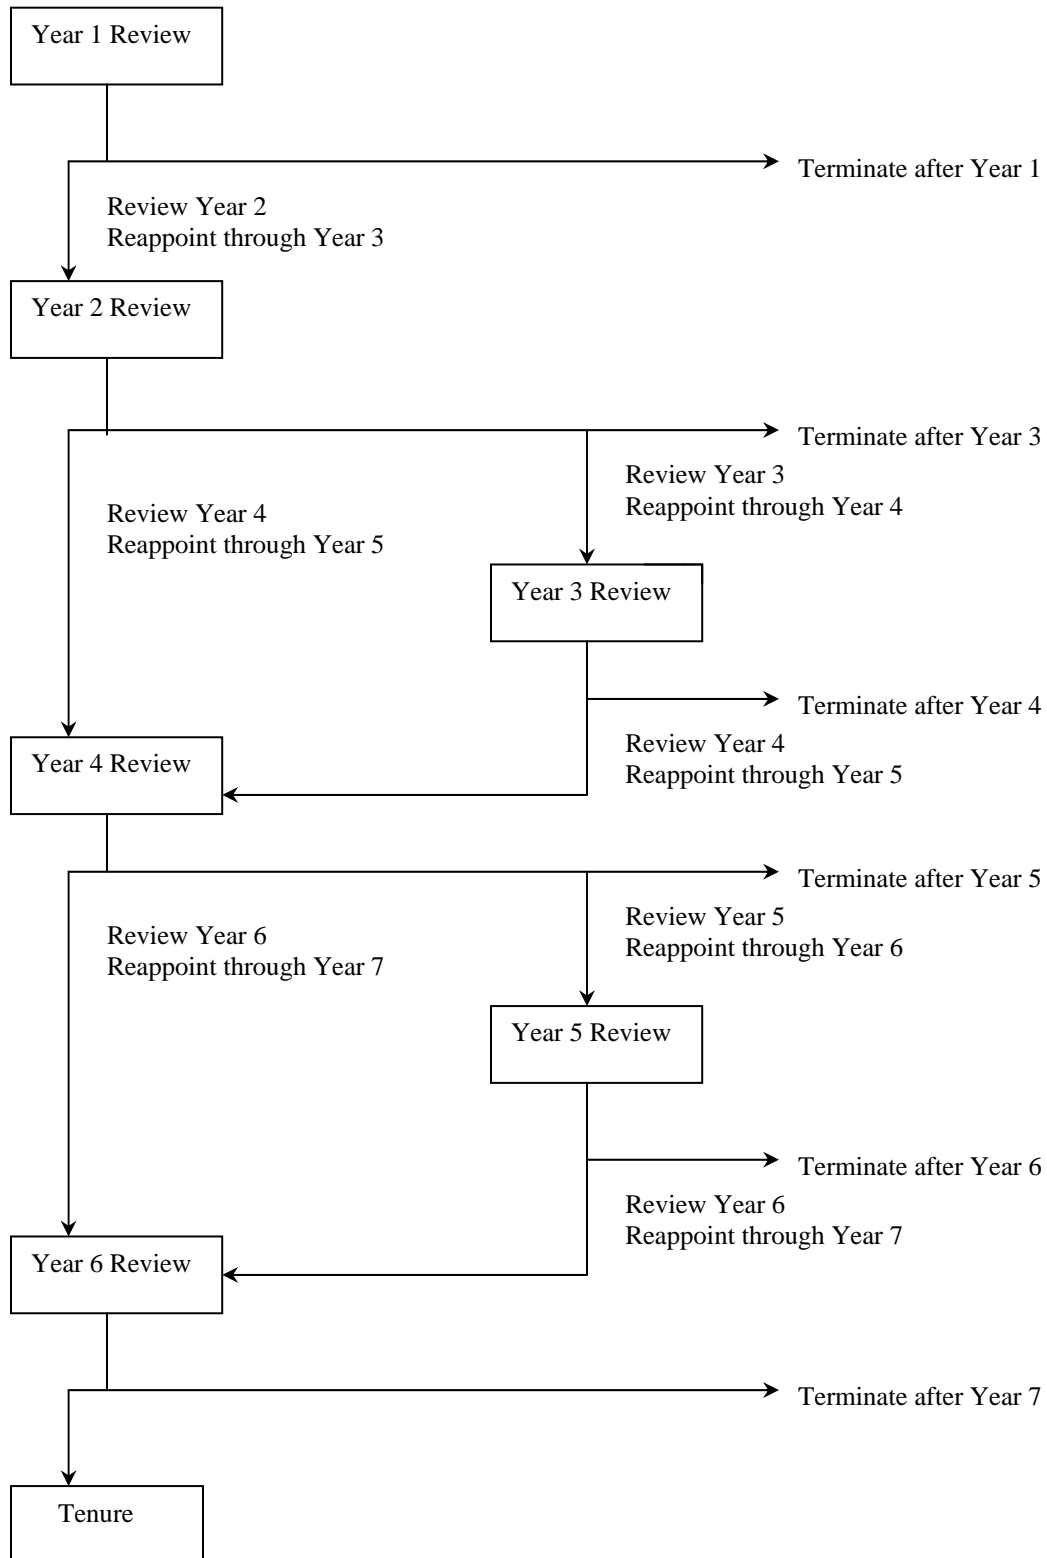 Year 1 Review
Terminate after Year 1
Review Year 2
Reappoint through Year 3
Year 2 Review
Terminate after Year 3
Review Year 3
Reappoint through Year 4
Review Year 4
Reappoint through Year 5
Year 3 Review
Terminate after Year 4
Review Year 4
Reappoint through Year 5
Year 4 Review
Terminate after Year 5
Review Year 5
Reappoint through Year 6
Review Year 6
Reappoint through Year 7
Year 5 Review
Terminate after Year 6
Review Year 6
Reappoint through Year 7
Year 6 Review
Terminate after Year 7
Tenure